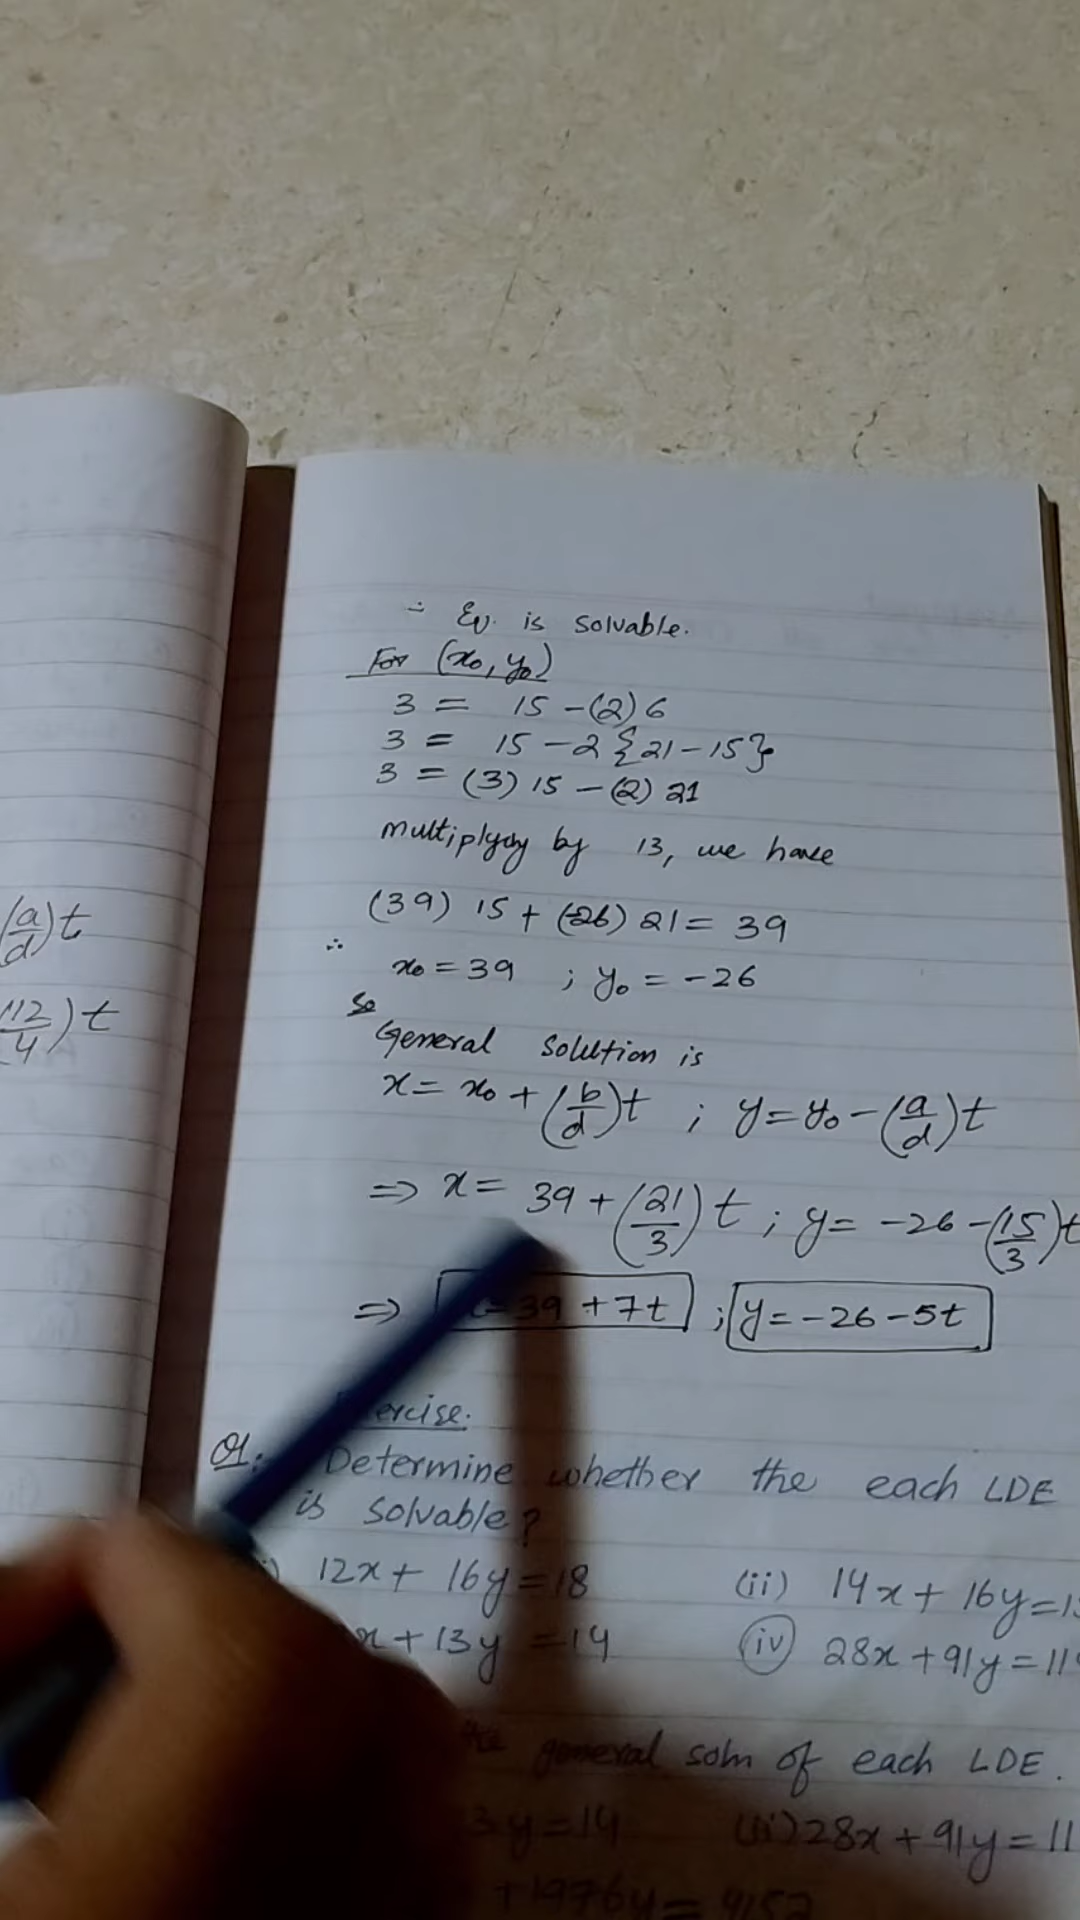 (a/d)t
(12/4)t
∴ Eq. is solvable.
For (x₀, y₀)
3 = 15 -(2) 6
3 = 15 - 2 {21 - 15}
3 = (3) 15 - (2) 21
multiplying by 13, we have
(39) 15 + (-26) 21 = 39
∴ x₀ = 39 ; y₀ = -26
So
General Solution is
x = x₀ + (b/d)t ; y = y₀ - (a/d)t
⇒ x = 39 + (21/3) t ; y = -26 - (15/3)t
⇒ = 39 + 7t ; y = -26 - 5t
Q1. Determine whether the each LDE
is solvable?
12x + 16y = 18 (ii) 14x + 16y =
x + 13y = 14 (iv) 28x + 91y = 11
general soln of each LDE.
3y = 14 (ii) 28x + 91y = 11
+ 1976y = 9152